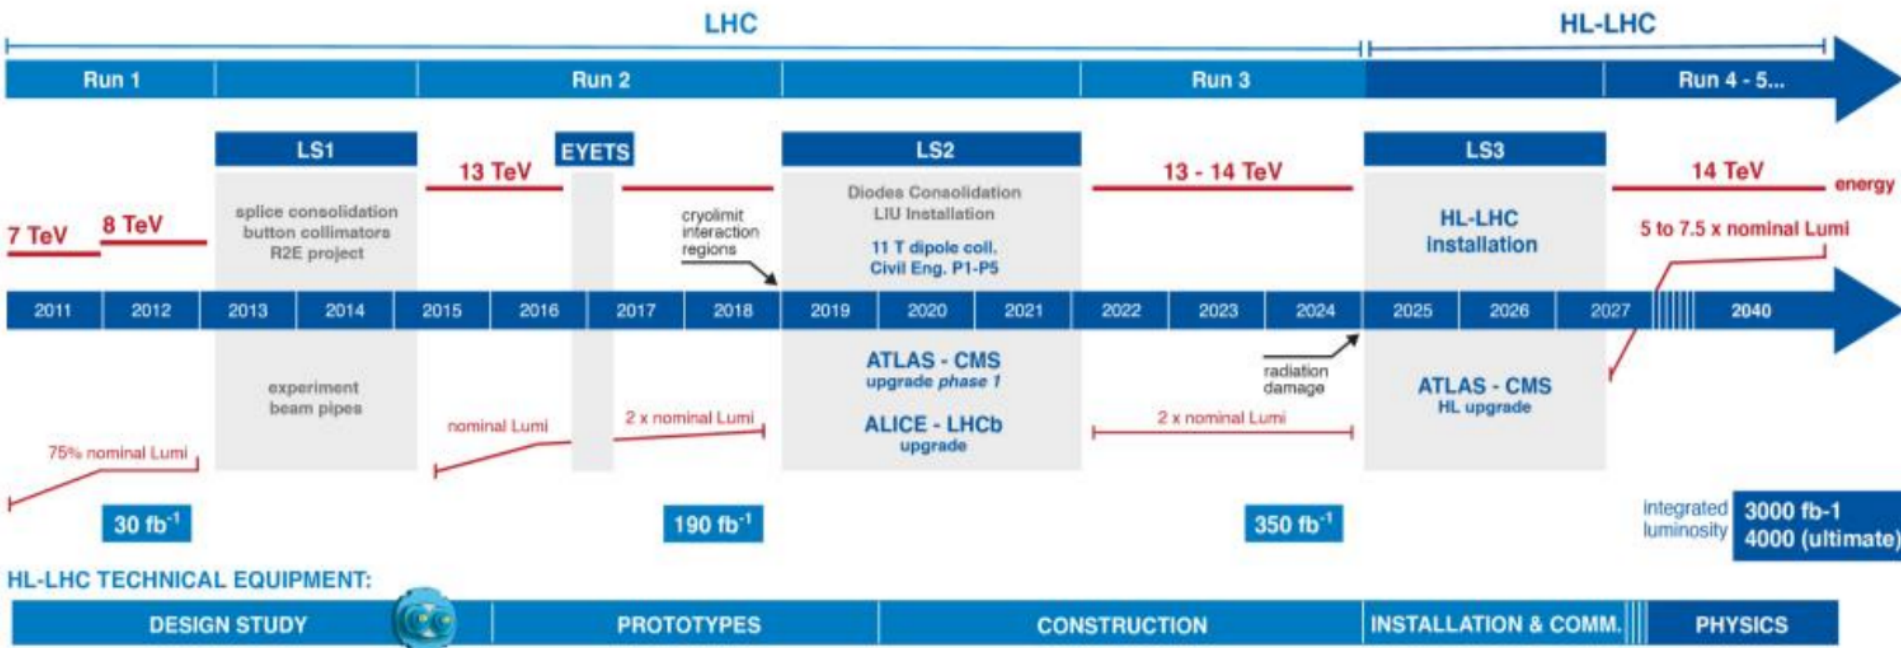 LHC
HL-LHC
Run 1
Run 2
Run 3
Run 4 - 5...
LS1
EYETS
LS2
LS3
13 TeV
13 - 14 TeV
14 TeV
energy
7 TeV
8 TeV
splice consolidation
button collimators
R2E project
cryolimit
interaction
regions
Diodes Consolidation
LIU Installation
11 T dipole coll.
Civil Eng. P1-P5
HL-LHC
installation
5 to 7.5 x nominal Lumi
2011
2012
2013
2014
2015
2016
2017
2018
2019
2020
2021
2022
2023
2024
2025
2026
2027
2040
experiment
beam pipes
ATLAS - CMS
upgrade phase 1
ALICE - LHCb
upgrade
radiation
damage
ATLAS - CMS
HL upgrade
75% nominal Lumi
nominal Lumi
2 x nominal Lumi
2 x nominal Lumi
30 fb⁻¹
190 fb⁻¹
350 fb⁻¹
integrated
luminosity
3000 fb-1
4000 (ultimate)
HL-LHC TECHNICAL EQUIPMENT:
DESIGN STUDY
PROTOTYPES
CONSTRUCTION
INSTALLATION & COMM.
PHYSICS